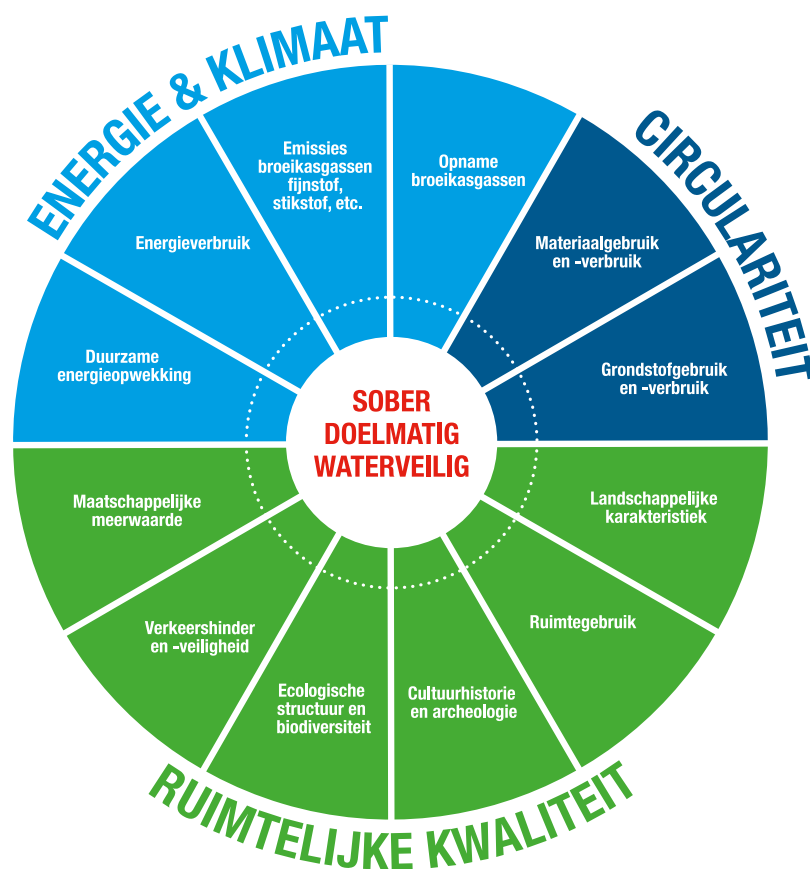 ENERGIE & KLIMAAT
CIRCULARITEIT
Emissies
broeikasgassen
fijnstof,
stikstof, etc.
Opname
broeikasgassen
Energieverbruik
Materiaalgebruik
en -verbruik
Duurzame
energieopwekking
Grondstofgebruik
en -verbruik
SOBER
DOELMATIG
WATERVEILIG
Maatschappelijke
meerwaarde
Landschappelijke
karakteristiek
Verkeershinder
en -veiligheid
Ruimtegebruik
Ecologische
structuur en
biodiversiteit
Cultuurhistorie
en archeologie
RUIMTELIJKE KWALITEIT